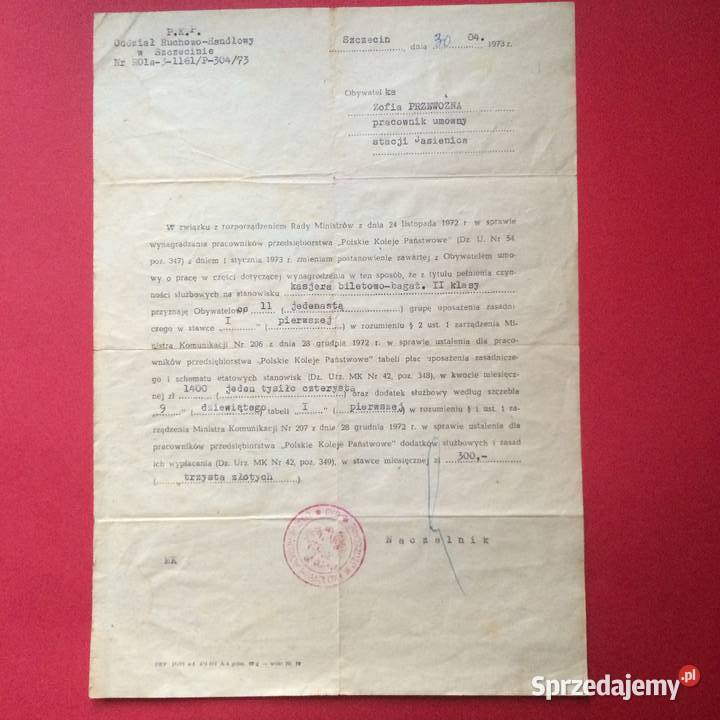 P.K.P.
Oddział Ruchowo-Handlowy
w Szczecinie
Nr R01a-3-1161/P-304/73
Szczecin, dnia 30 04. 1973 r.
Obywatel ka
Zofia PRZEWOŹNA
pracownik umowny
stacji Jasienica
W związku z rozporządzeniem Rady Ministrów z dnia 24 listopada 1972 r. w sprawie
wynagradzania pracowników przedsiębiorstwa „Polskie Koleje Państwowe" (Dz. U. Nr 54,
poz. 347) z dniem 1 stycznia 1973 r. zmieniam postanowienie zawartej z Obywatelem umo-
wy o pracę w części dotyczącej wynagrodzenia w ten sposób, że z tytułu pełnienia czyn-
ności służbowych na stanowisku kasjera biletowo-bagaż. II klasy
przyznaję Obywatelowi 11 (jedenastą) grupę uposażenia zasadni-
czego w stawce „I" (pierwszej) w rozumieniu § 2 ust. 1 zarządzenia Mi-
nistra Komunikacji Nr 206 z dnia 28 grudnia 1972 r. w sprawie ustalenia dla praco-
wników przedsiębiorstwa „Polskie Koleje Państwowe" tabeli płac uposażenia zasadnicze-
go i schematu etatowych stanowisk (Dz. Urz. MK Nr 42, poz. 348), w kwocie miesięcz-
nej zł 1400 (jeden tysiłc czterysta) oraz dodatek służbowy według szczebla
„9" (dziewiątego) tabeli „I" (pierwszej) w rozumieniu § 1 ust. 1 za-
rządzenia Ministra Komunikacji Nr 207 z dnia 28 grudnia 1972 r. w sprawie ustalenia dla
pracowników przedsiębiorstwa „Polskie Koleje Państwowe" dodatków służbowych i zasad
ich wypłacania (Dz. Urz. MK Nr 42, poz. 349), w stawce miesięcznej zł 300,-
(trzysta złotych).
Naczelnik
MK
Sprzedajemy.pl